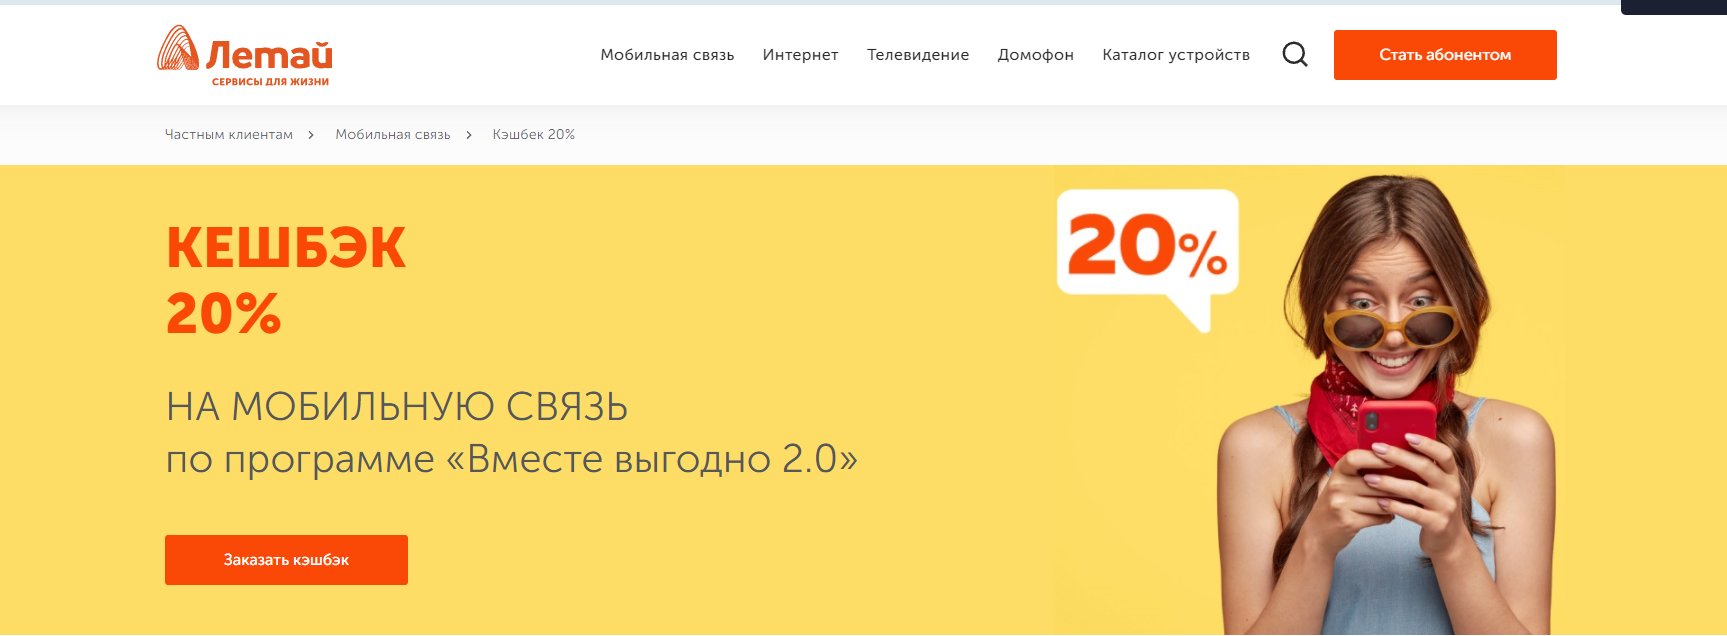 Летай
СЕРВИСЫ ДЛЯ ЖИЗНИ
Мобильная связь Интернет Телевидение Домофон Каталог устройств
Стать абонентом
Частным клиентам > Мобильная связь > Кэшбек 20%
КЕШБЭК
20%
НА МОБИЛЬНУЮ СВЯЗЬ
по программе «Вместе выгодно 2.0»
Заказать кэшбэк
20%